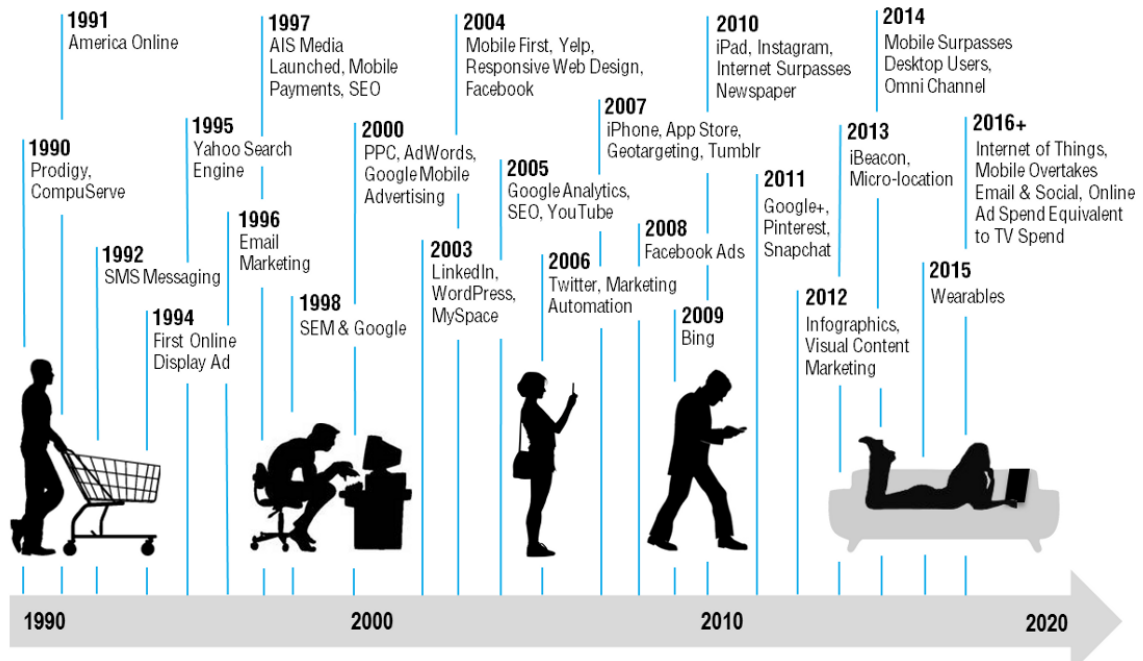 1990
Prodigy,
CompuServe
1991
America Online
1992
SMS Messaging
1994
First Online
Display Ad
1995
Yahoo Search
Engine
1996
Email
Marketing
1997
AIS Media
Launched, Mobile
Payments, SEO
1998
SEM & Google
2000
PPC, AdWords,
Google Mobile
Advertising
2003
LinkedIn,
WordPress,
MySpace
2004
Mobile First, Yelp,
Responsive Web Design,
Facebook
2005
Google Analytics,
SEO, YouTube
2006
Twitter, Marketing
Automation
2007
iPhone, App Store,
Geotargeting, Tumblr
2008
Facebook Ads
2009
Bing
2010
iPad, Instagram,
Internet Surpasses
Newspaper
2011
Google+,
Pinterest,
Snapchat
2012
Infographics,
Visual Content
Marketing
2013
iBeacon,
Micro-location
2014
Mobile Surpasses
Desktop Users,
Omni Channel
2015
Wearables
2016+
Internet of Things,
Mobile Overtakes
Email & Social, Online
Ad Spend Equivalent
to TV Spend
1990
2000
2010
2020